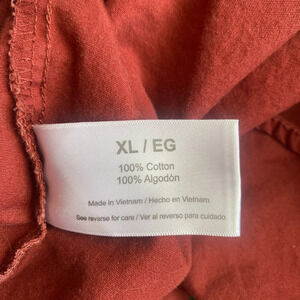 XL / EG
100% Cotton
100% Algodón
Made in Vietnam / Hecho en Vietnam
See reverse for care / Ver al reverso para cuidado